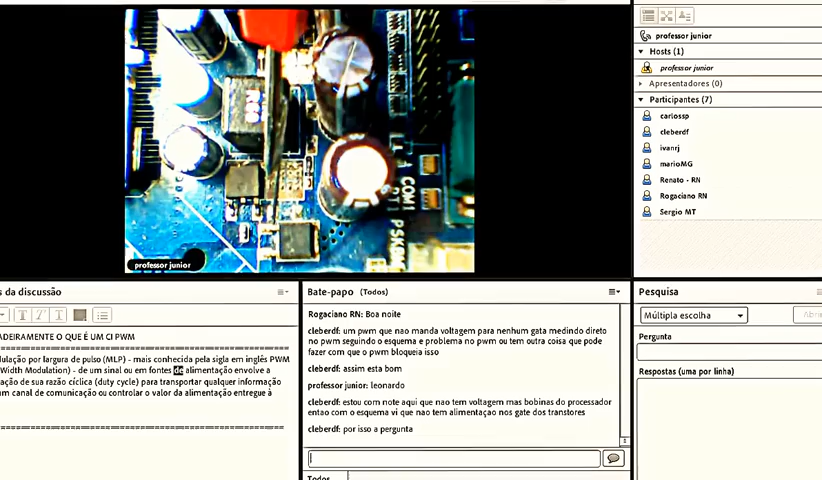 professor junior
COM1
professor junior
Hosts (1)
professor junior
Apresentadores (0)
Participantes (7)
cariossp
cleberdf
ivanrj
marioMG
Renato - RN
Rogaciano RN
Sergio MT
s da discussão
ADEIRAMENTE O QUE É UM CI PWM
dulação por largura de pulso (MLP) - mais conhecida pela sigla em inglés PWM
Width Modulation) - de um sinal ou em fontes de alimentação envolve a
ação de sua razão cíclica (duty cycle) para transportar qualquer informação
um canal de comunicação ou controlar o valor da alimentação entregue à
Bate-papo (Todos)
Rogaciano RN: Boa noite
cleberdf: um pwm que nao manda voltagem para nenhum gata medindo direto
no pwm seguindo o esquema e problema no pwm ou tem outra coisa que pode
fazer com que o pwm bloqueia isso
cleberdf: assim esta bom
professor junior: leonardo
cleberdf: estou com note aqui que nao tem voltagem mas bobinas do processador
entao com o esquema vi que nao tem alimentaçao nos gate dos transtores
cleberdf: por isso a pergunta
Todos
Pesquisa
Múltipla escolha
Abri
Pergunta
Respostas (uma por linha)